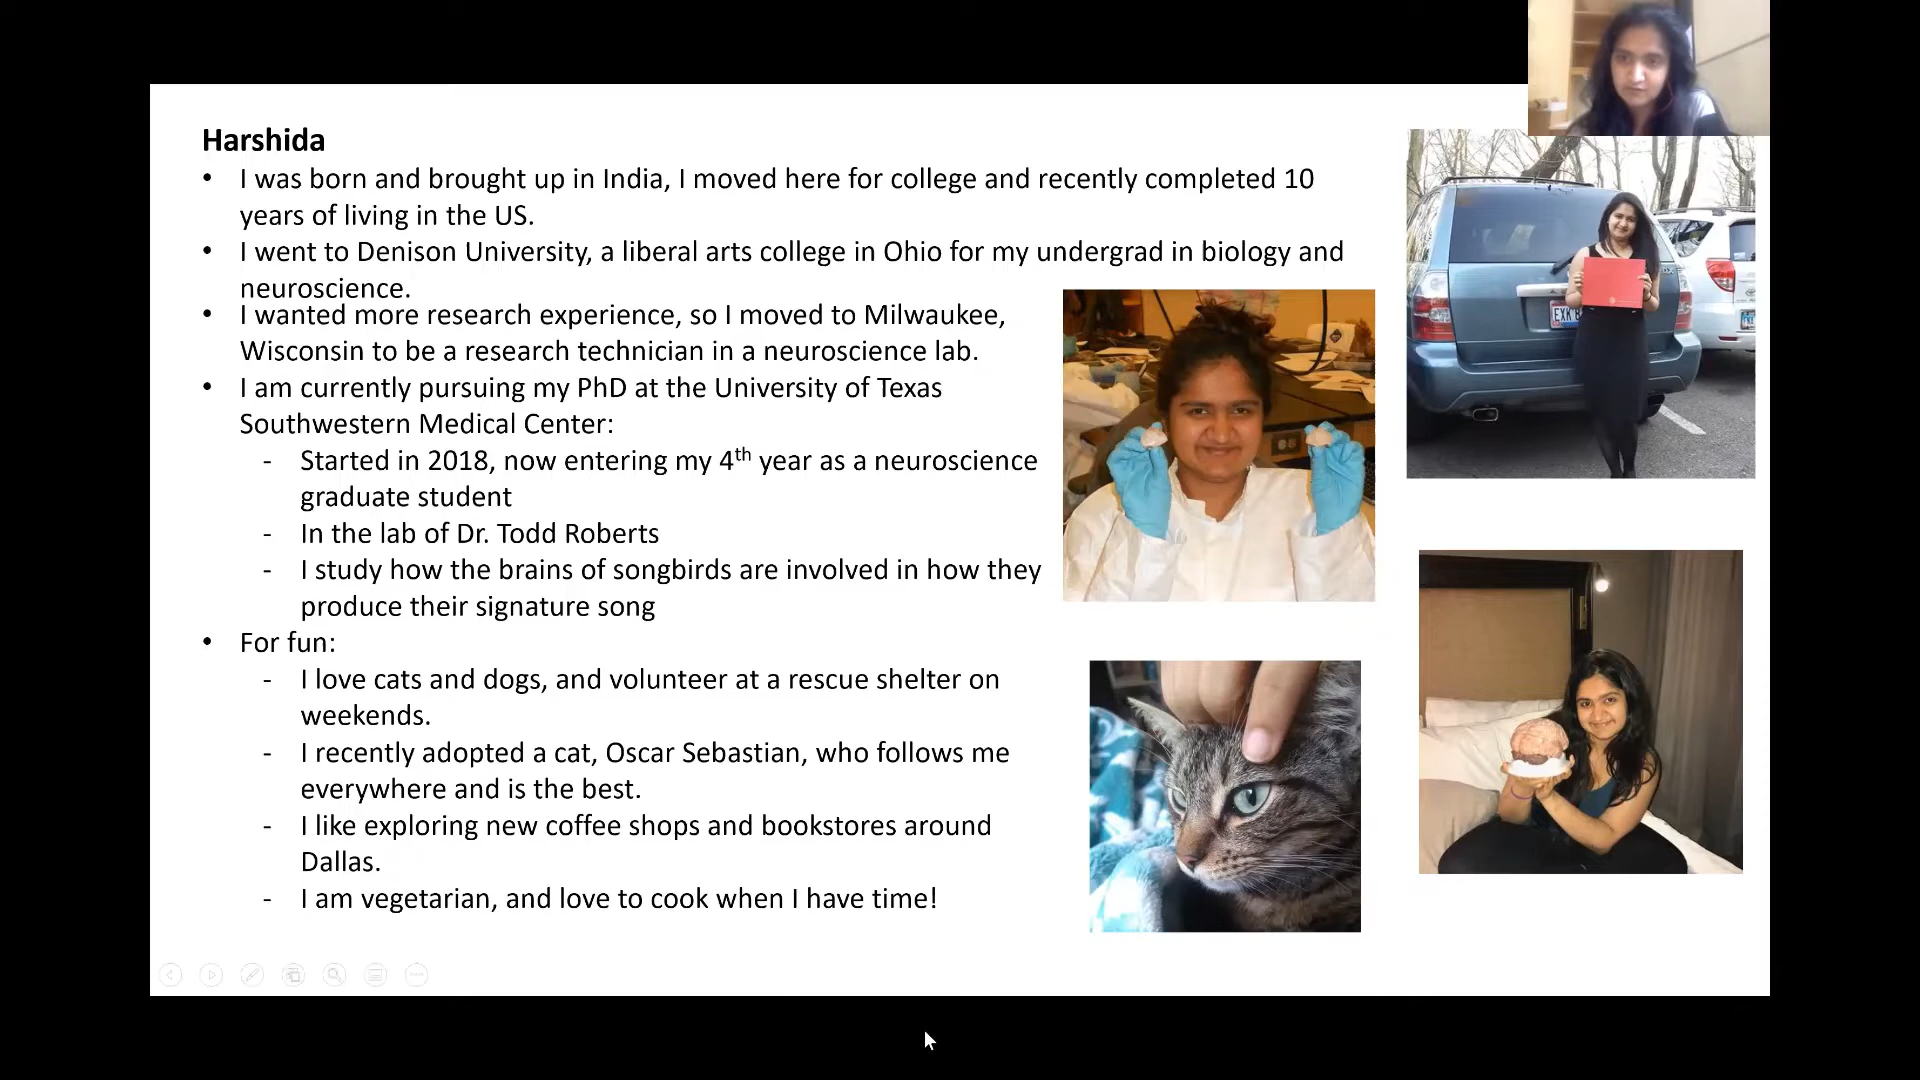 Harshida
• I was born and brought up in India, I moved here for college and recently completed 10
years of living in the US.
• I went to Denison University, a liberal arts college in Ohio for my undergrad in biology and
neuroscience.
• I wanted more research experience, so I moved to Milwaukee,
Wisconsin to be a research technician in a neuroscience lab.
• I am currently pursuing my PhD at the University of Texas
Southwestern Medical Center:
- Started in 2018, now entering my 4th year as a neuroscience
graduate student
- In the lab of Dr. Todd Roberts
- I study how the brains of songbirds are involved in how they
produce their signature song
• For fun:
- I love cats and dogs, and volunteer at a rescue shelter on
weekends.
- I recently adopted a cat, Oscar Sebastian, who follows me
everywhere and is the best.
- I like exploring new coffee shops and bookstores around
Dallas.
- I am vegetarian, and love to cook when I have time!